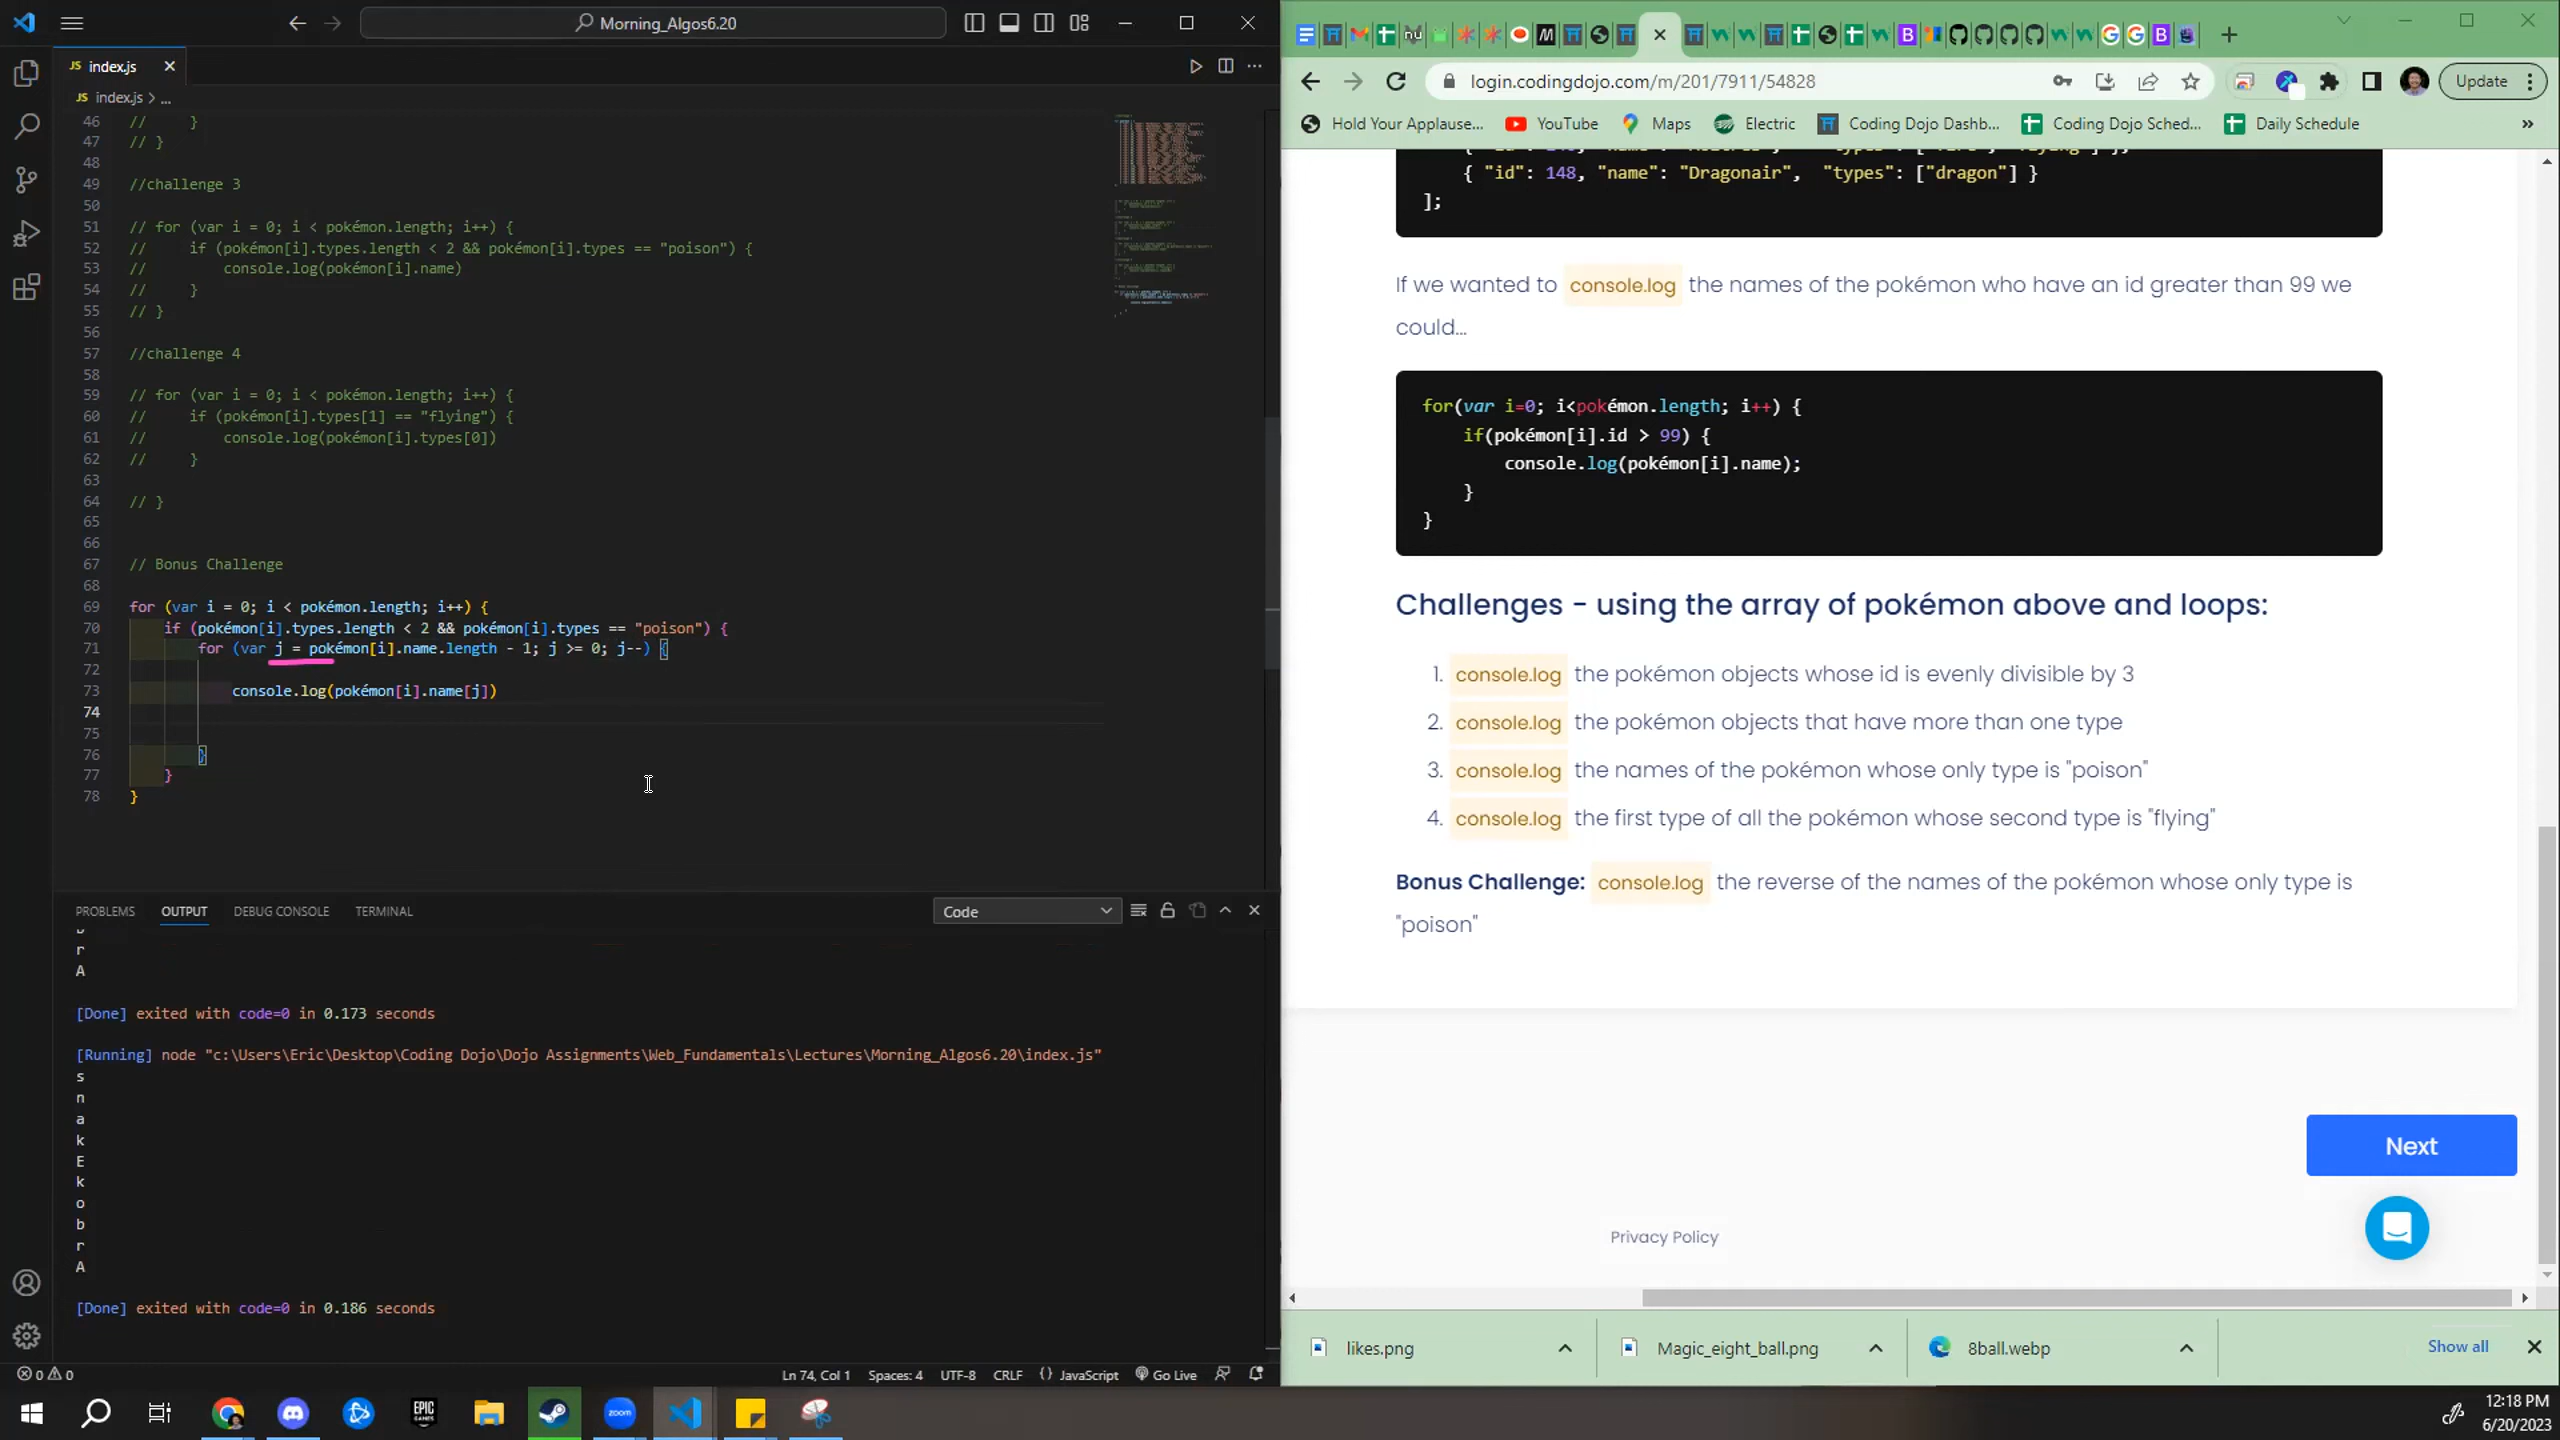 Morning_Algos6.20
JS index.js
JS index.js > ...
46 //     }
47 // }
48
49 //challenge 3
50
51 // for (var i = 0; i < pokémon.length; i++) {
52 //     if (pokémon[i].types.length < 2 && pokémon[i].types == "poison") {
53 //         console.log(pokémon[i].name)
54 //     }
55 // }
56
57 //challenge 4
58
59 // for (var i = 0; i < pokémon.length; i++) {
60 //     if (pokémon[i].types[1] == "flying") {
61 //         console.log(pokémon[i].types[0])
62 //     }
63
64 // }
65
66
67 // Bonus Challenge
68
69 for (var i = 0; i < pokémon.length; i++) {
70     if (pokémon[i].types.length < 2 && pokémon[i].types == "poison") {
71         for (var j = pokémon[i].name.length - 1; j >= 0; j--) {
72
73             console.log(pokémon[i].name[j])
74
75
76         }
77     }
78 }
PROBLEMS OUTPUT DEBUG CONSOLE TERMINAL
Code
r
A
[Done] exited with code=0 in 0.173 seconds
[Running] node "c:\Users\Eric\Desktop\Coding Dojo\Dojo Assignments\Web_Fundamentals\Lectures\Morning_Algos6.20\index.js"
s
n
a
k
E
k
o
b
r
A
[Done] exited with code=0 in 0.186 seconds
0 0 Ln 74, Col 1 Spaces: 4 UTF-8 CRLF {} JavaScript Go Live
login.codingdojo.com/m/201/7911/54828
Update
Hold Your Applause... YouTube Maps Electric Coding Dojo Dashb... Coding Dojo Sched... Daily Schedule »
{ "id": 148, "name": "Dragonair", "types": ["dragon"] }
];
If we wanted to console.log the names of the pokémon who have an id greater than 99 we
could...
for(var i=0; i<pokémon.length; i++) {
if(pokémon[i].id > 99) {
console.log(pokémon[i].name);
}
}
Challenges - using the array of pokémon above and loops:
1. console.log the pokémon objects whose id is evenly divisible by 3
2. console.log the pokémon objects that have more than one type
3. console.log the names of the pokémon whose only type is "poison"
4. console.log the first type of all the pokémon whose second type is "flying"
Bonus Challenge: console.log the reverse of the names of the pokémon whose only type is
"poison"
Next
Privacy Policy
likes.png Magic_eight_ball.png 8ball.webp Show all
EPIC GAMES
zoom
12:18 PM
6/20/2023